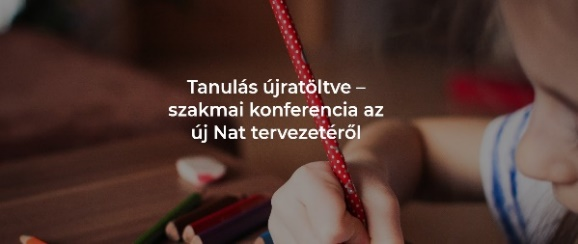 Tanulás újratöltve –
szakmai konferencia az
új Nat tervezetéről